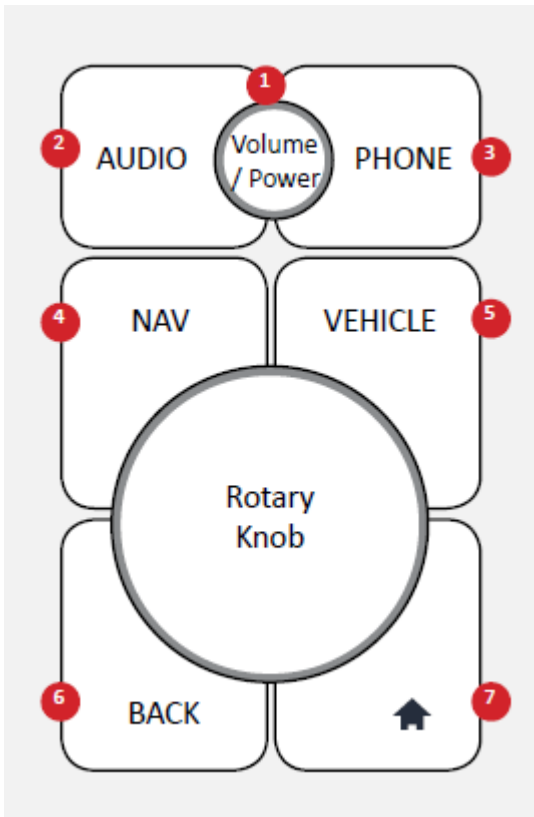 1
2
AUDIO
Volume
/ Power
PHONE
3
4
NAV
VEHICLE
5
Rotary
Knob
6
BACK
7